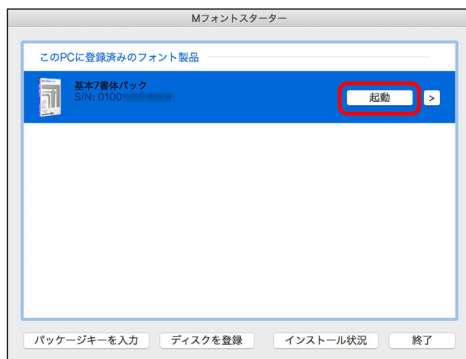 Mフォントスターター
このPCに登録済みのフォント製品
基本7書体パック
S/N: 0100
起動
>
パッケージキーを入力
ディスクを登録
インストール状況
終了